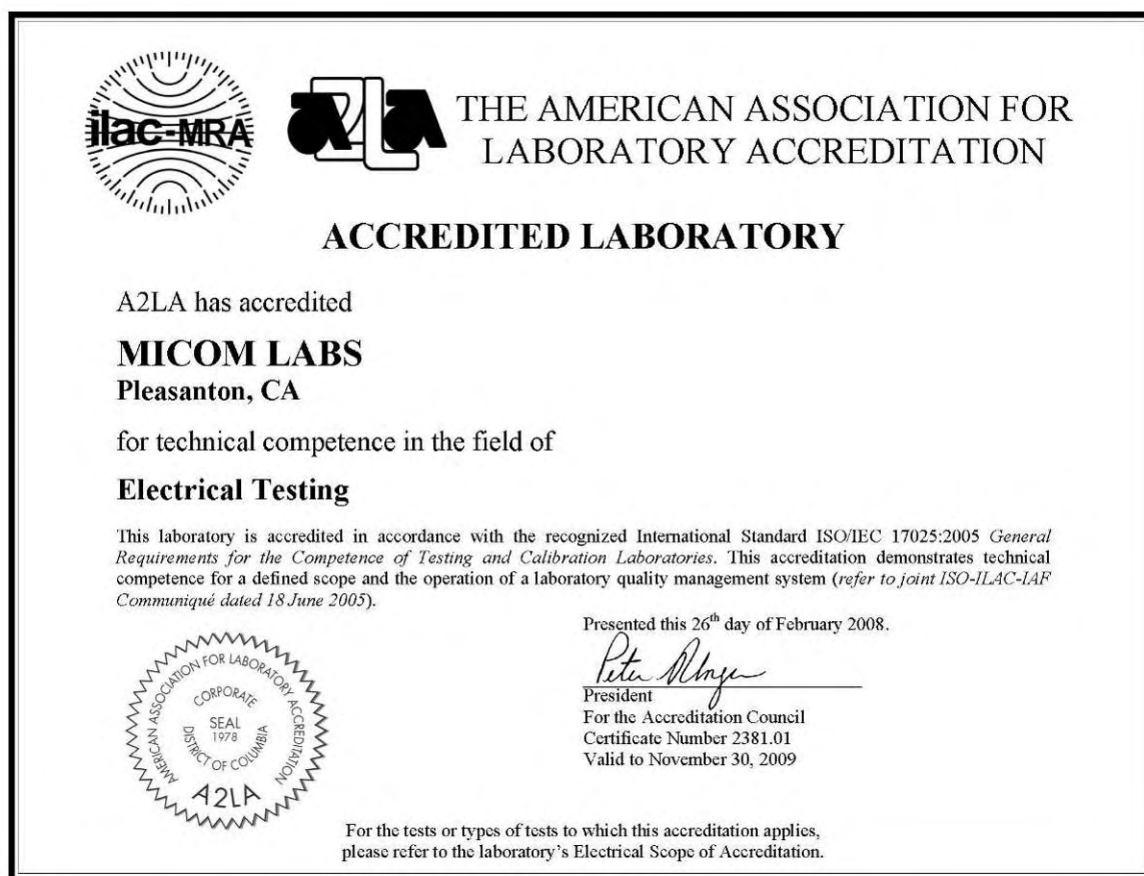 ilac-MRA
A2LA
THE AMERICAN ASSOCIATION FOR
LABORATORY ACCREDITATION
ACCREDITED LABORATORY
A2LA has accredited
MICOM LABS
Pleasanton, CA
for technical competence in the field of
Electrical Testing
This laboratory is accredited in accordance with the recognized International Standard ISO/IEC 17025:2005 General
Requirements for the Competence of Testing and Calibration Laboratories. This accreditation demonstrates technical
competence for a defined scope and the operation of a laboratory quality management system (refer to joint ISO-ILAC-IAF
Communiqué dated 18 June 2005).
Presented this 26th day of February 2008.
Peter
President
For the Accreditation Council
Certificate Number 2381.01
Valid to November 30, 2009
AMERICAN ASSOCIATION FOR LABORATORY ACCREDITATION
CORPORATE
SEAL
1978
DISTRICT OF COLUMBIA
A2LA
For the tests or types of tests to which this accreditation applies,
please refer to the laboratory's Electrical Scope of Accreditation.